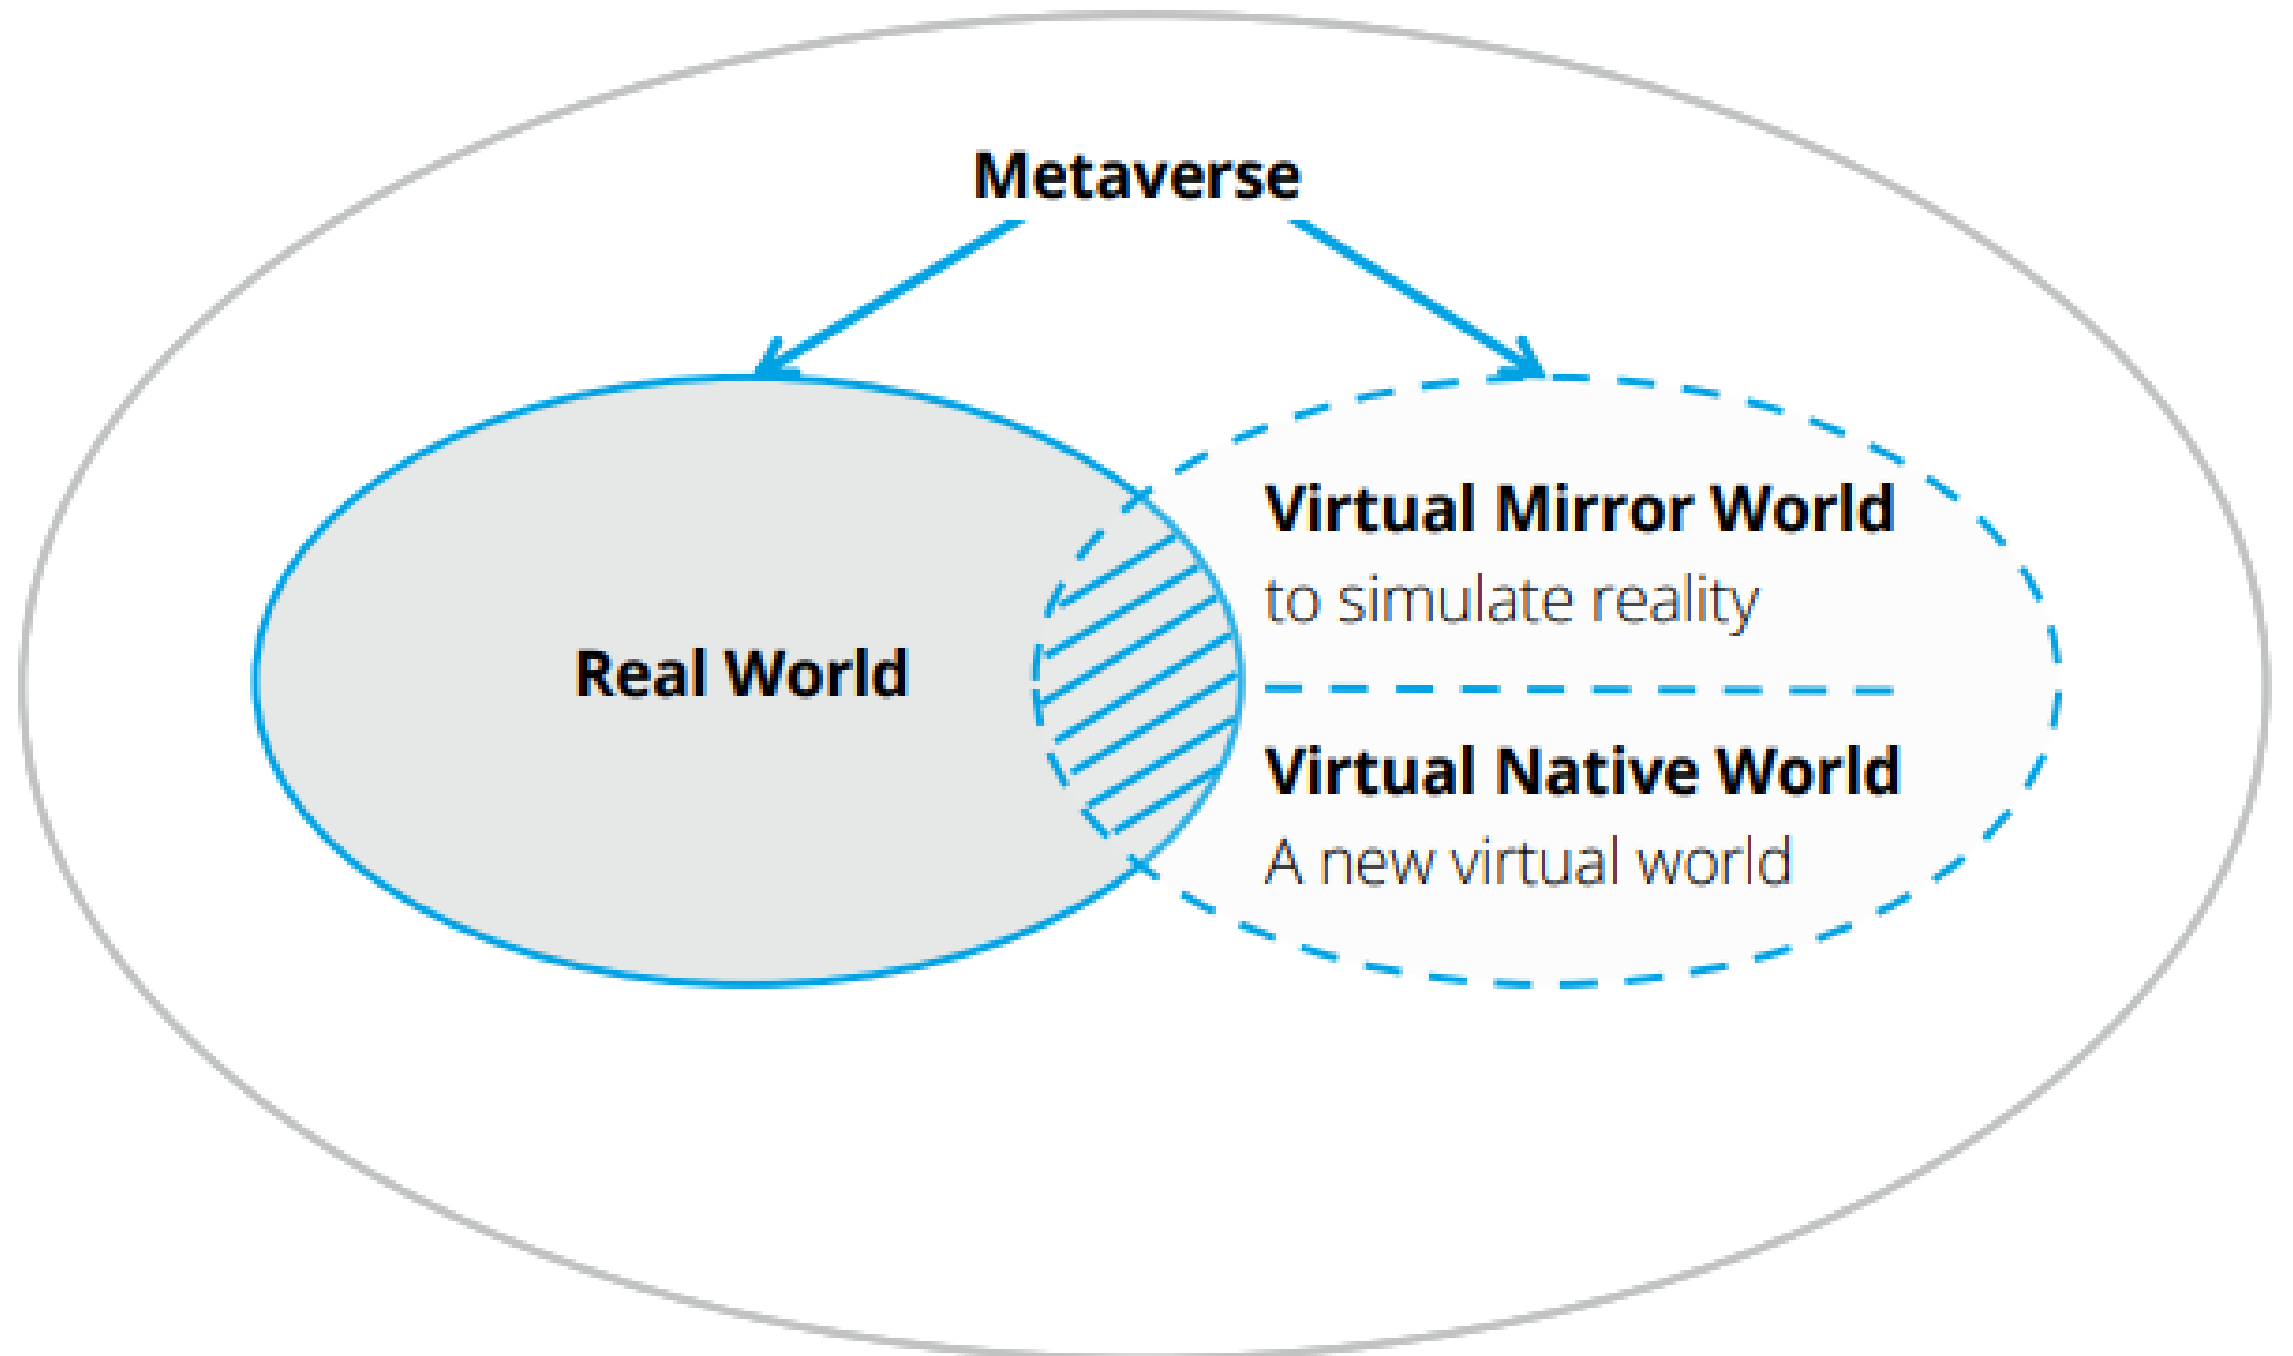 Metaverse
Real World
Virtual Mirror World
to simulate reality
Virtual Native World
A new virtual world